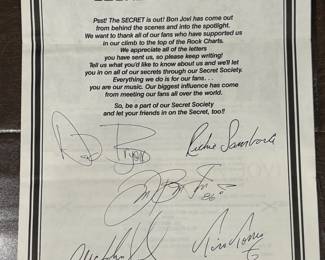 Psst! The SECRET is out! Bon Jovi has come out
from behind the scenes and into the spotlight.
We want to thank all of our fans who have supported us
in our climb to the top of the Rock Charts.
We appreciate all of the letters
you have sent us, so please keep writing!
Tell us what you'd like to know about us and we'll let
you in on all of our secrets through our Secret Society.
Everything we do is for our fans . . .
you are our music. Our biggest influence has come
from meeting our fans all over the world.
So, be a part of our Secret Society
and let your friends in on the Secret, too!!
Richie Sambora
86